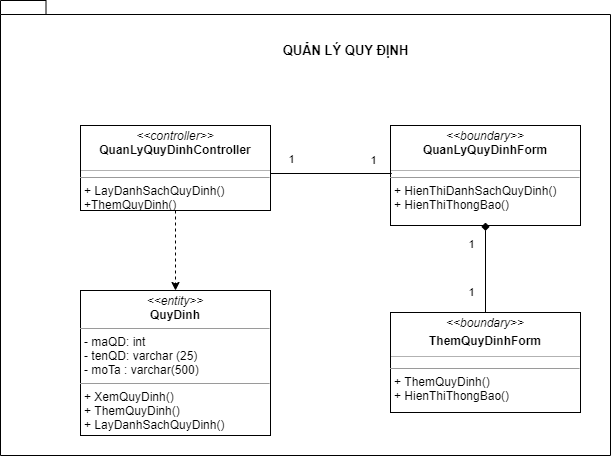 QUẢN LÝ QUY ĐỊNH
<<controller>>
QuanLyQuyDinhController
+ LayDanhSachQuyDinh()
+ThemQuyDinh()
1
1
<<boundary>>
QuanLyQuyDinhForm
+ HienThiDanhSachQuyDinh()
+ HienThiThongBao()
1
1
<<entity>>
QuyDinh
- maQD: int
- tenQD: varchar (25)
- moTa : varchar(500)
+ XemQuyDinh()
+ ThemQuyDinh()
+ LayDanhSachQuyDinh()
<<boundary>>
ThemQuyDinhForm
+ ThemQuyDinh()
+ HienThiThongBao()